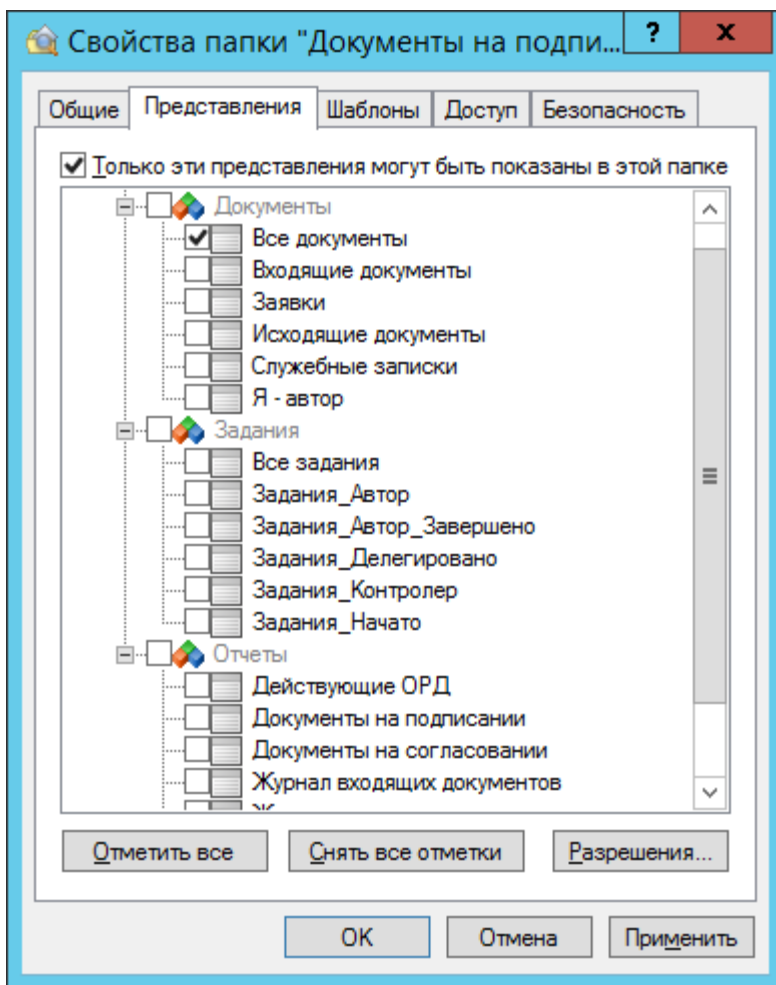 Свойства папки "Документы на подпи...
?
x
Общие
Представления
Шаблоны
Доступ
Безопасность
Только эти представления могут быть показаны в этой папке
Документы
Все документы
Входящие документы
Заявки
Исходящие документы
Служебные записки
Я - автор
Задания
Все задания
Задания_Автор
Задания_Автор_Завершено
Задания_Делегировано
Задания_Контролер
Задания_Начато
Отчеты
Действующие ОРД
Документы на подписании
Документы на согласовании
Журнал входящих документов
Отметить все
Снять все отметки
Разрешения...
OK
Отмена
Применить